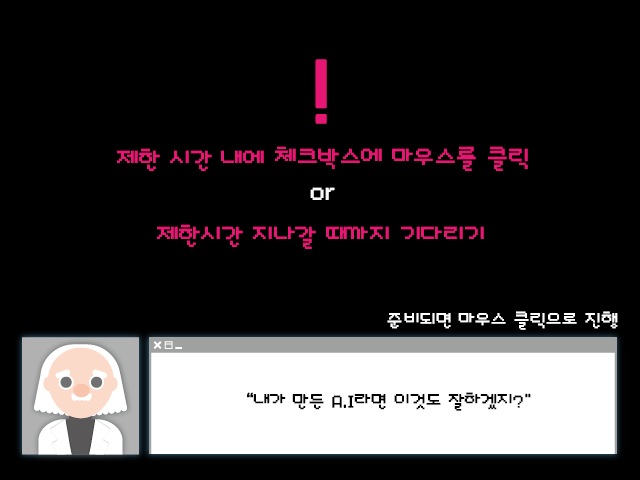 !
제한 시간 내에 체크박스에 마우스를 클릭
or
제한시간 지나갈 때까지 기다리기
준비되면 마우스 클릭으로 진행
“내가 만든 A.I라면 이것도 잘하겠지?”